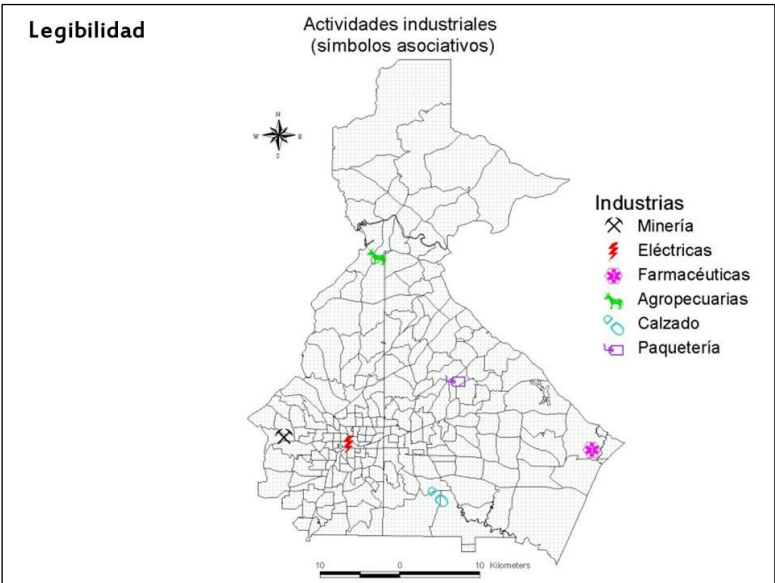 Legibilidad
Actividades industriales
(símbolos asociativos)
N
W E
S
Industrias
Minería
Eléctricas
Farmacéuticas
Agropecuarias
Calzado
Paquetería
10 0 10 Kilometers